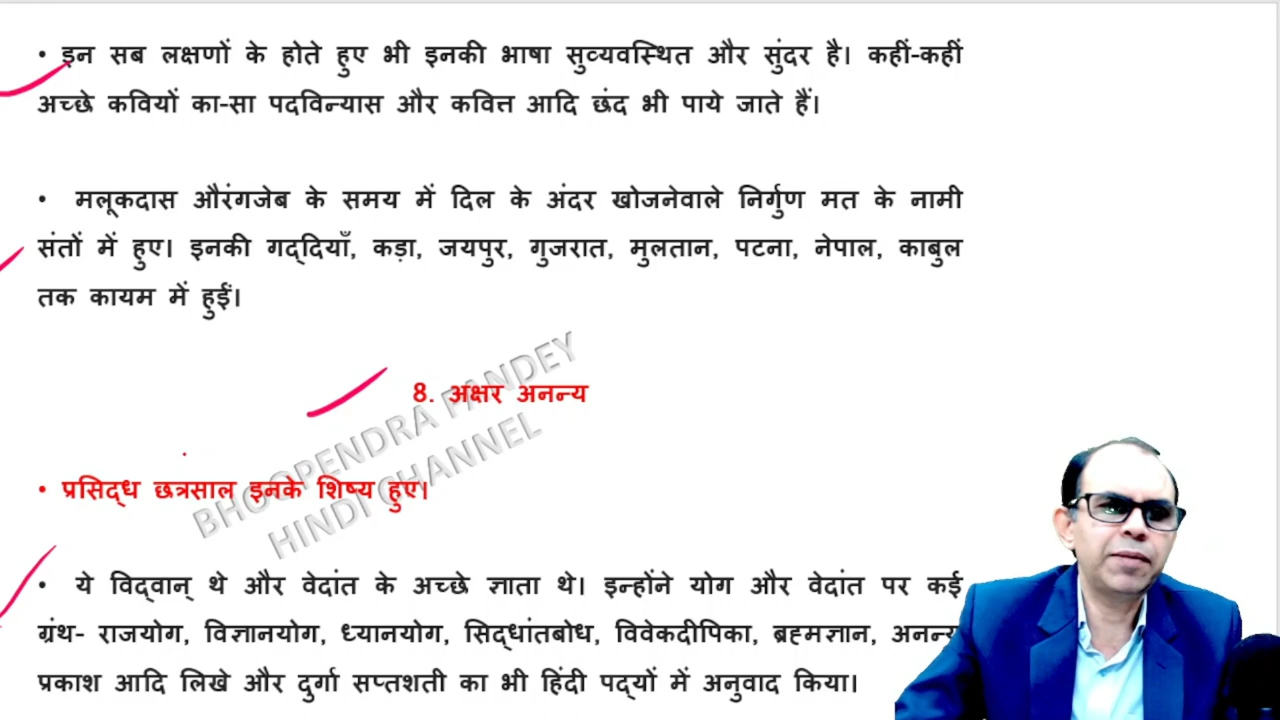 • इन सब लक्षणों के होते हुए भी इनकी भाषा सुव्यवस्थित और सुंदर है। कहीं-कहीं
अच्छे कवियों का-सा पदविन्यास और कवित्त आदि छंद भी पाये जाते हैं।
• मलूकदास औरंगजेब के समय में दिल के अंदर खोजनेवाले निर्गुण मत के नामी
संतों में हुए। इनकी गद्दियाँ, कड़ा, जयपुर, गुजरात, मुलतान, पटना, नेपाल, काबुल
तक कायम में हुईं।
8. अक्षर अनन्य
• प्रसिद्ध छत्रसाल इनके शिष्य हुए।
BHOOPENDRA PANDEY
HINDI CHANNEL
• ये विद्वान् थे और वेदांत के अच्छे ज्ञाता थे। इन्होंने योग और वेदांत पर कई
ग्रंथ- राजयोग, विज्ञानयोग, ध्यानयोग, सिद्धांतबोध, विवेकदीपिका, ब्रह्मज्ञान, अनन्य
प्रकाश आदि लिखे और दुर्गा सप्तशती का भी हिंदी पद्यों में अनुवाद किया।